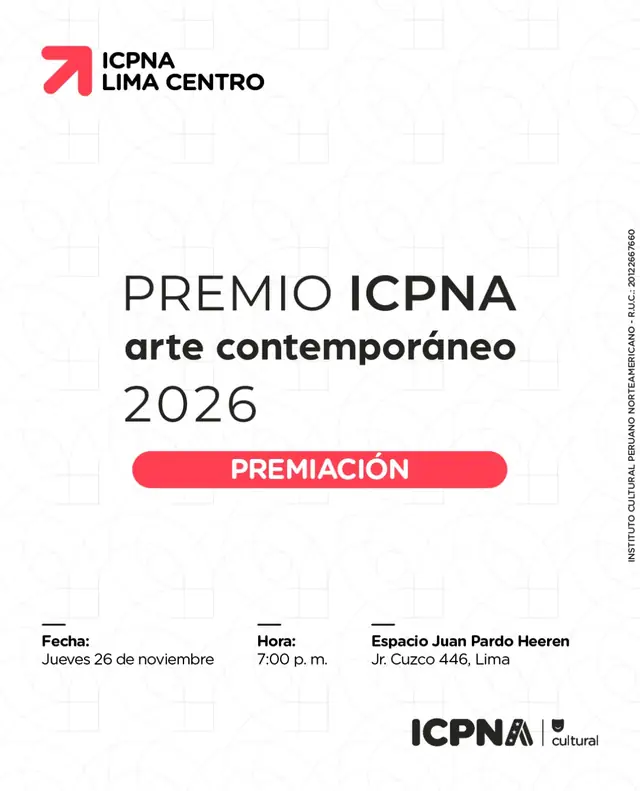 ICPNA
LIMA CENTRO
PREMIO ICPNA
arte contemporáneo
2026
PREMIACIÓN
INSTITUTO CULTURAL PERUANO NORTEAMERICANO - R.U.C.: 20122667660
Fecha:
Jueves 26 de noviembre
Hora:
7:00 p. m.
Espacio Juan Pardo Heeren
Jr. Cuzco 446, Lima
ICPNA
cultural